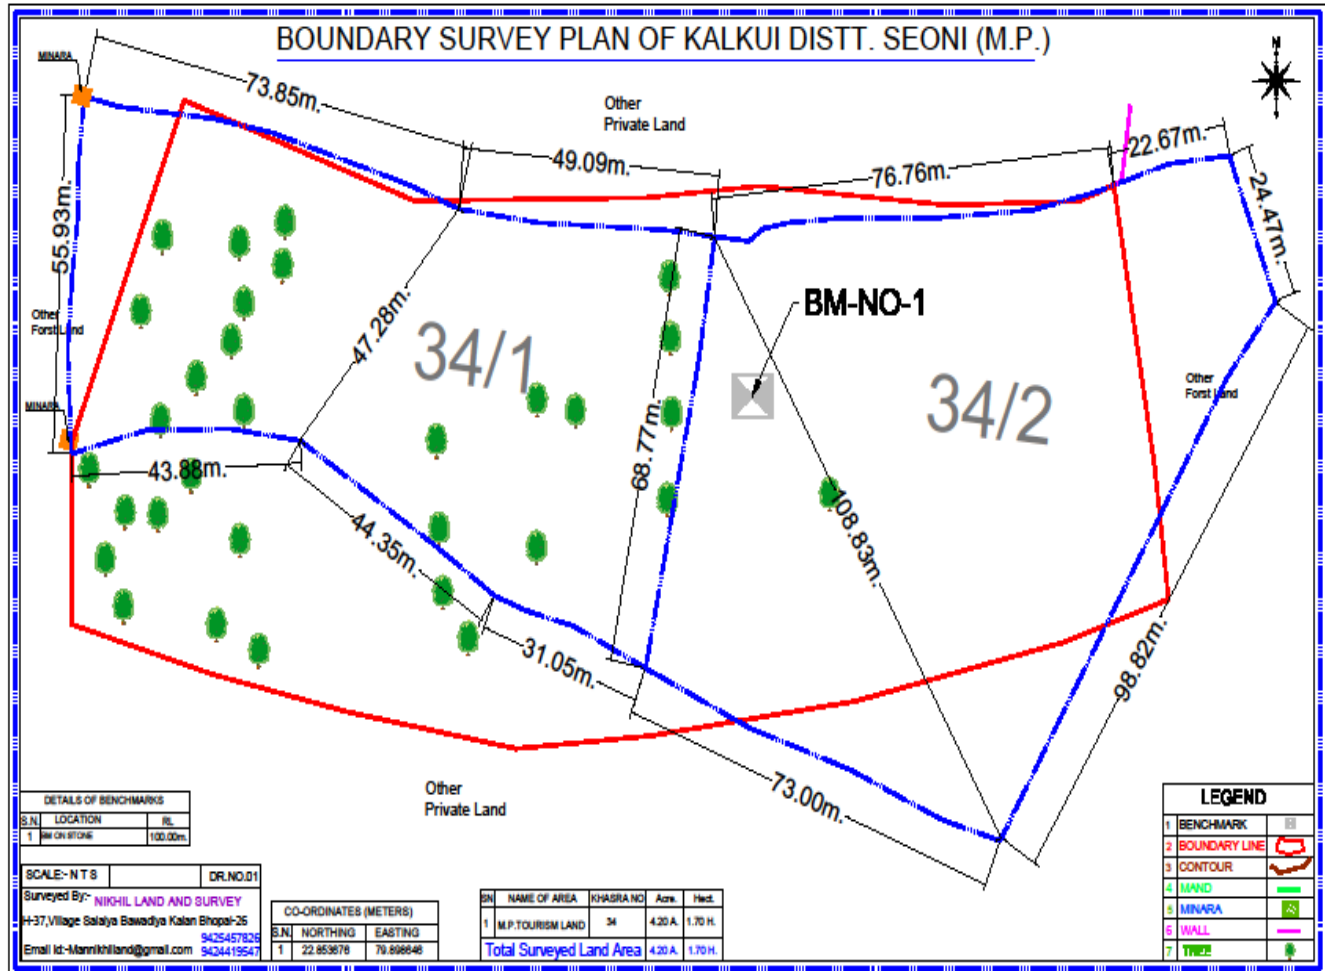 BOUNDARY SURVEY PLAN OF KALKUI DISTT. SEONI (M.P.)
N
MINARA
73.85m.
Other
Private Land
49.09m.
76.76m.
22.67m.
24.47m.
55.93m.
Other
Forst Land
47.28m.
34/1
BM-NO-1
34/2
Other
Forst Land
MINARA
43.88m.
68.77m.
108.83m.
44.35m.
31.05m.
98.82m.
73.00m.
Other
Private Land
DETAILS OF BENCHMARKS
S.N. LOCATION RL
1 BM ON STONE 100.00m.
SCALE:- N T S DR.NO.01
Surveyed By:- NIKHIL LAND AND SURVEY
H-37,Village Salaiya Bawadiya Kalan Bhopal-26
9425457826
Email Id:-Mannikhilland@gmail.com 9424419547
CO-ORDINATES (METERS)
S.N. NORTHING EASTING
1 22.853676 79.898646
SN NAME OF AREA KHASRA NO Acre. Hect.
1 M.P.TOURISM LAND 34 4.20 A. 1.70 H.
Total Surveyed Land Area 4.20 A. 1.70 H.
LEGEND
1 BENCHMARK
2 BOUNDARY LINE
3 CONTOUR
4 MAND
5 MINARA
6 WALL
7 TREE